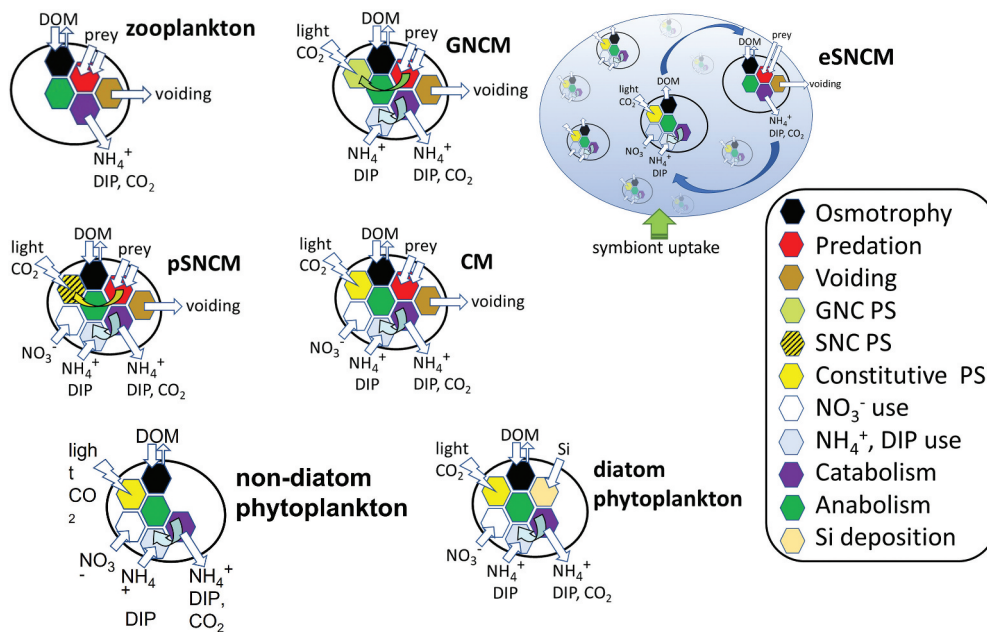 zooplankton
DOM
prey
voiding
NH₄⁺
DIP, CO₂
GNCM
light
CO₂
DOM
prey
voiding
NH₄⁺
DIP
NH₄⁺
DIP, CO₂
eSNCM
DOM
prey
voiding
NH₄⁺
DIP, CO₂
DOM
light
CO₂
NO₃
NH₄⁺
DIP
symbiont uptake
pSNCM
light
CO₂
DOM
prey
voiding
NO₃⁻
NH₄⁺
DIP
NH₄⁺
DIP, CO₂
CM
light
CO₂
DOM
prey
voiding
NO₃⁻
NH₄⁺
DIP
NH₄⁺
DIP, CO₂
non-diatom
phytoplankton
DOM
ligh
t
CO
2
NO₃
-
NH₄
+
DIP
NH₄⁺
DIP,
CO₂
diatom
phytoplankton
light
CO₂
DOM
Si
NO₃⁻
NH₄⁺
DIP
NH₄⁺
DIP, CO₂
Osmotrophy
Predation
Voiding
GNC PS
SNC PS
Constitutive PS
NO₃⁻ use
NH₄⁺, DIP use
Catabolism
Anabolism
Si deposition